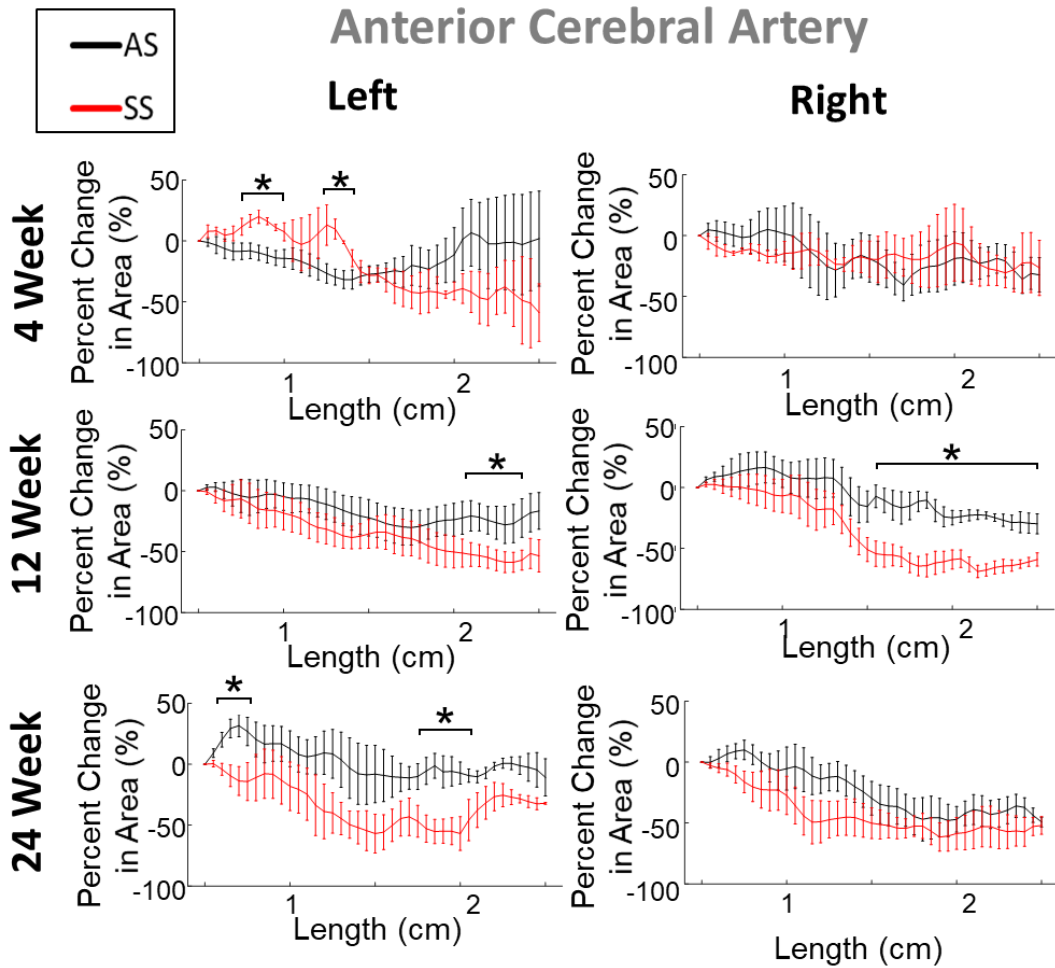 AS
SS
Anterior Cerebral Artery
Left
Right
4 Week
Percent Change
in Area (%)
50
0
-50
-100
*
*
1
2
Length (cm)
Percent Change
in Area (%)
50
0
-50
-100
1
2
Length (cm)
12 Week
Percent Change
in Area (%)
50
0
-50
-100
*
1
2
Length (cm)
Percent Change
in Area (%)
50
0
-50
-100
*
1
2
Length (cm)
24 Week
Percent Change
in Area (%)
50
0
-50
-100
*
*
1
2
Length (cm)
Percent Change
in Area (%)
50
0
-50
-100
1
2
Length (cm)